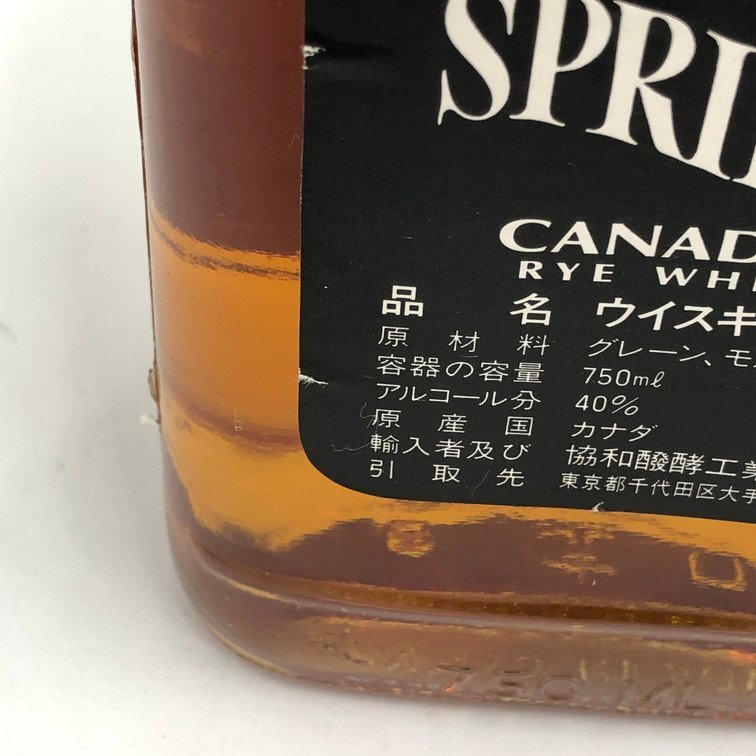 SPRI
CANAD
RYE WHI
品名 ウイスキ
原材料 グレーン、モ
容器の容量 750ml
アルコール分 40%
原産国 カナダ
輸入者及び 協和醱酵工業
引取先 東京都千代田区大手
750 ML